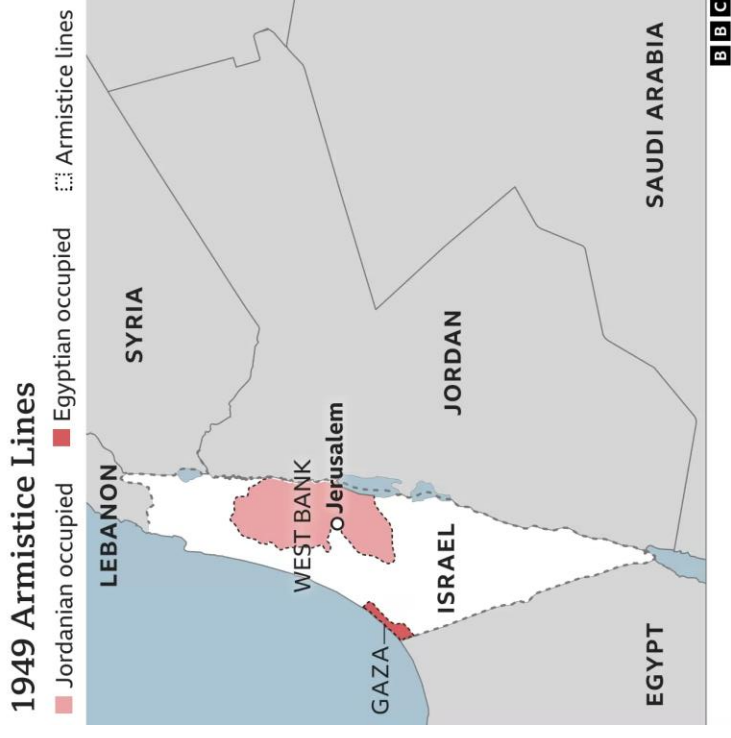 1949 Armistice Lines
Jordanian occupied
Egyptian occupied
Armistice lines
LEBANON
SYRIA
WEST BANK
Jerusalem
GAZA
ISRAEL
JORDAN
EGYPT
SAUDI ARABIA
BBC